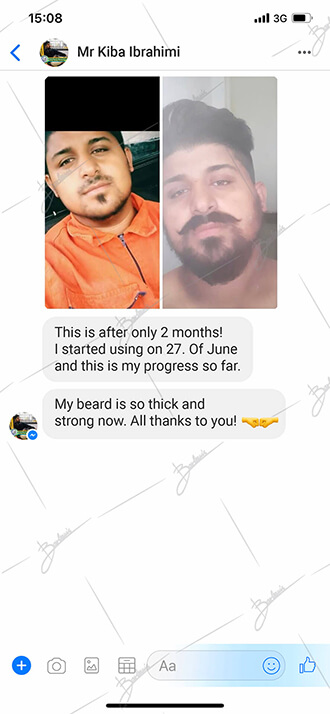 15:08
3G
Mr Kiba Ibrahimi
This is after only 2 months!
I started using on 27. Of June
and this is my progress so far.
My beard is so thick and
strong now. All thanks to you! 🤝
Aa